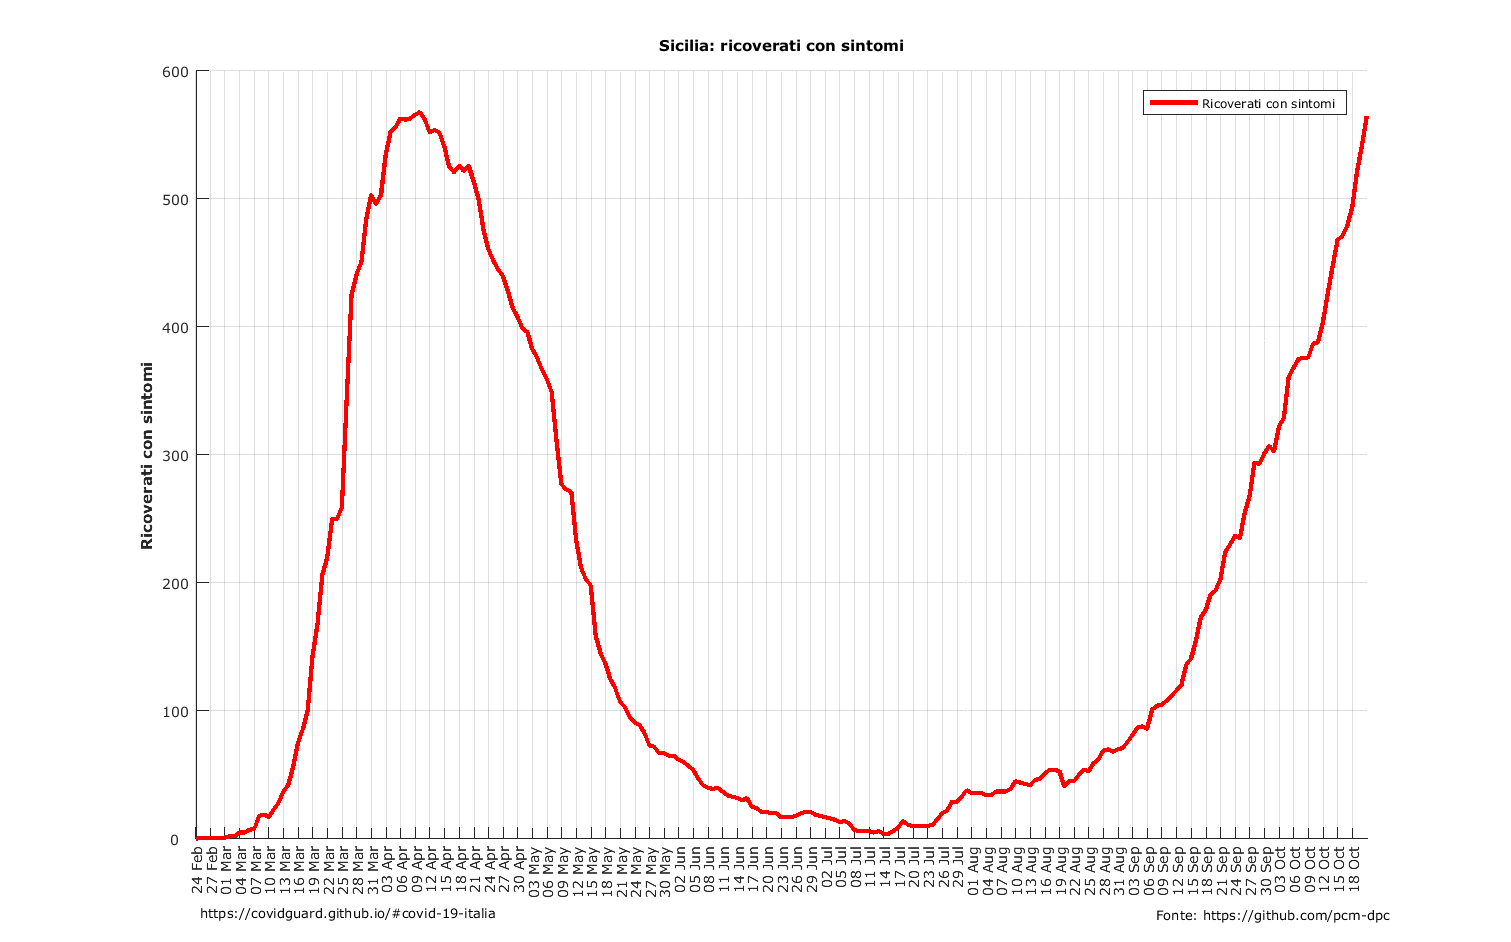 Sicilia: ricoverati con sintomi
Ricoverati con sintomi
600
500
400
300
200
100
0
Ricoverati con sintomi
24 Feb
27 Feb
01 Mar
04 Mar
07 Mar
10 Mar
13 Mar
16 Mar
19 Mar
22 Mar
25 Mar
28 Mar
31 Mar
03 Apr
06 Apr
09 Apr
12 Apr
15 Apr
18 Apr
21 Apr
24 Apr
27 Apr
30 Apr
03 May
06 May
09 May
12 May
15 May
18 May
21 May
24 May
27 May
30 May
02 Jun
05 Jun
08 Jun
11 Jun
14 Jun
17 Jun
20 Jun
23 Jun
26 Jun
29 Jun
02 Jul
05 Jul
08 Jul
11 Jul
14 Jul
17 Jul
20 Jul
23 Jul
26 Jul
29 Jul
01 Aug
04 Aug
07 Aug
10 Aug
13 Aug
16 Aug
19 Aug
22 Aug
25 Aug
28 Aug
31 Aug
03 Sep
06 Sep
09 Sep
12 Sep
15 Sep
18 Sep
21 Sep
24 Sep
27 Sep
30 Sep
03 Oct
06 Oct
09 Oct
12 Oct
15 Oct
18 Oct
https://covidguard.github.io/#covid-19-italia
Fonte: https://github.com/pcm-dpc